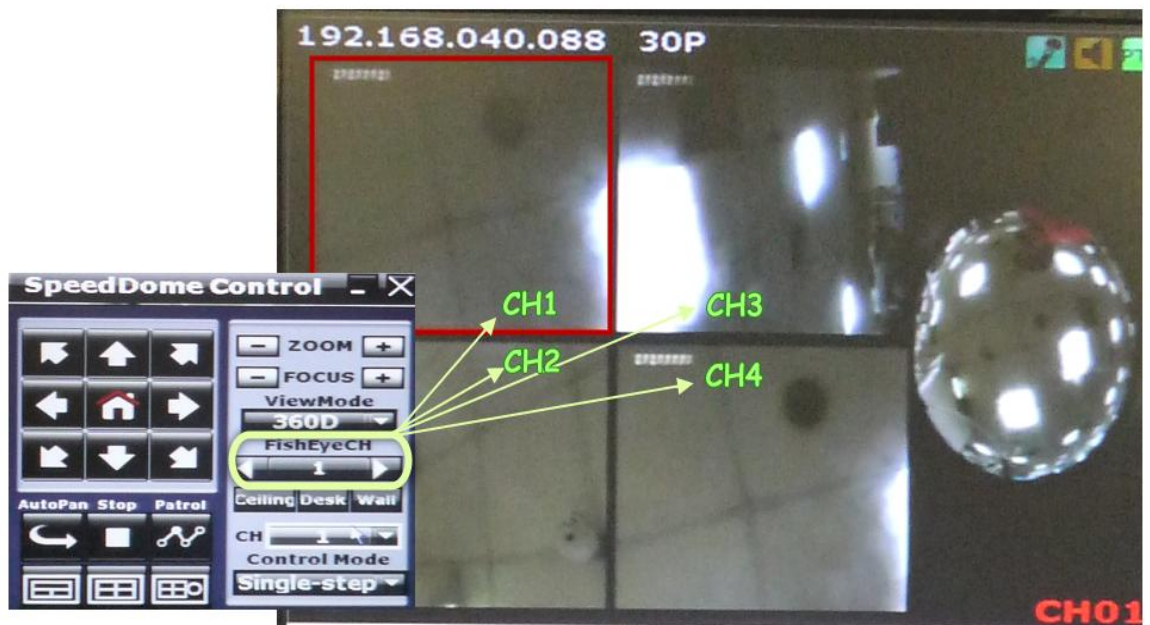 192.168.040.088 30P
PT
CH1
CH3
CH2
CH4
SpeedDome Control
ZOOM
FOCUS
ViewMode
360D
FishEyeCH
1
Ceiling Desk Wall
AutoPan Stop Patrol
CH 1
Control Mode
Single-step
CH01